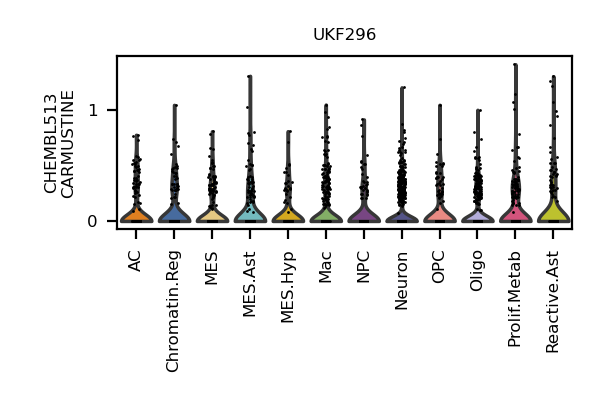 UKF296
CHEMBL513
CARMUSTINE
1
0
AC
Chromatin.Reg
MES
MES.Ast
MES.Hyp
Mac
NPC
Neuron
OPC
Oligo
Prolif.Metab
Reactive.Ast